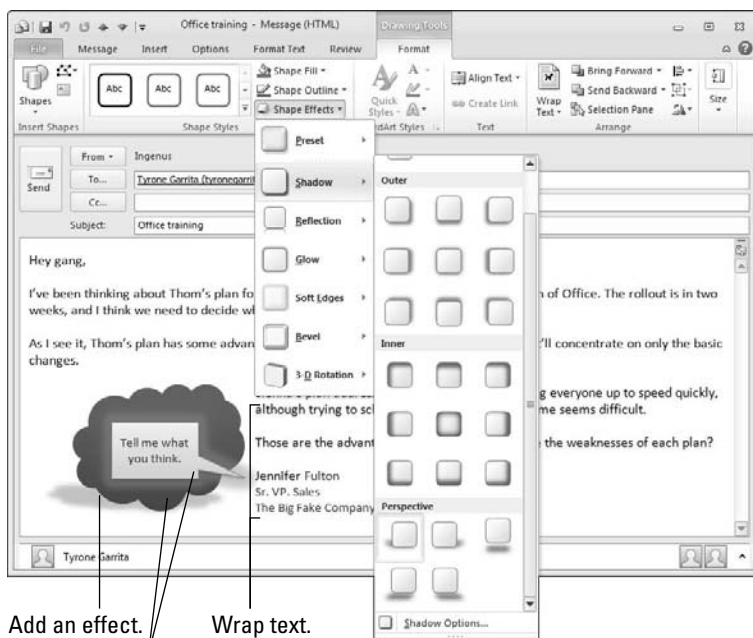 Office training - Message (HTML)
Drawing Tools
File Message Insert Options Format Text Review Format
Shapes
Abc Abc Abc
Shape Fill
Shape Outline
Shape Effects
Quick Styles
Align Text
Create Link
Wrap Text
Bring Forward
Send Backward
Selection Pane
Size
Insert Shapes Shape Styles WordArt Styles Text Arrange
Send
From Ingenus
To... Tyrone Garrita
Cc...
Subject: Office training
Preset
Shadow
Reflection
Glow
Soft Edges
Bevel
3-D Rotation
Outer
Inner
Perspective
Shadow Options...
Hey gang,
I've been thinking about Thom's plan n of Office. The rollout is in two
weeks, and I think we need to decide
As I see it, Thom's plan has some 'll concentrate on only the basic
changes.
plan g everyone up to speed quickly,
although trying to me seems difficult.
Those are the the weaknesses of each plan?
Tell me what
you think.
Jennifer Fulton
Sr. VP. Sales
The Big Fake Company
Tyrone Garrita
Add an effect. Wrap text.